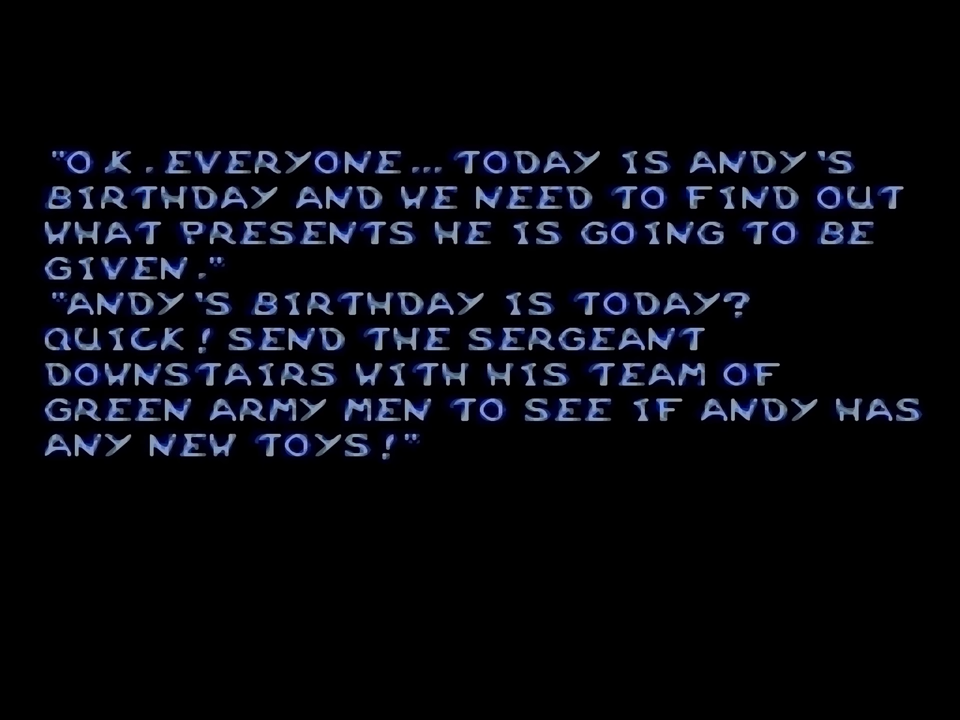 "O K . EVERYONE... TODAY IS ANDY'S
BIRTHDAY AND WE NEED TO FIND OUT
WHAT PRESENTS HE IS GOING TO BE
GIVEN."
"ANDY'S BIRTHDAY IS TODAY?
QUICK! SEND THE SERGEANT
DOWNSTAIRS WITH HIS TEAM OF
GREEN ARMY MEN TO SEE IF ANDY HAS
ANY NEW TOYS!"